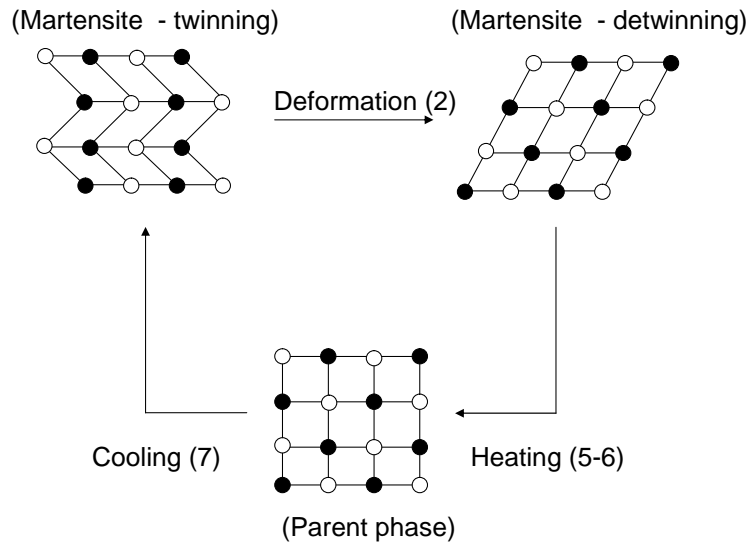 (Martensite - twinning)
(Martensite - detwinning)
Deformation (2)
Cooling (7)
Heating (5-6)
(Parent phase)